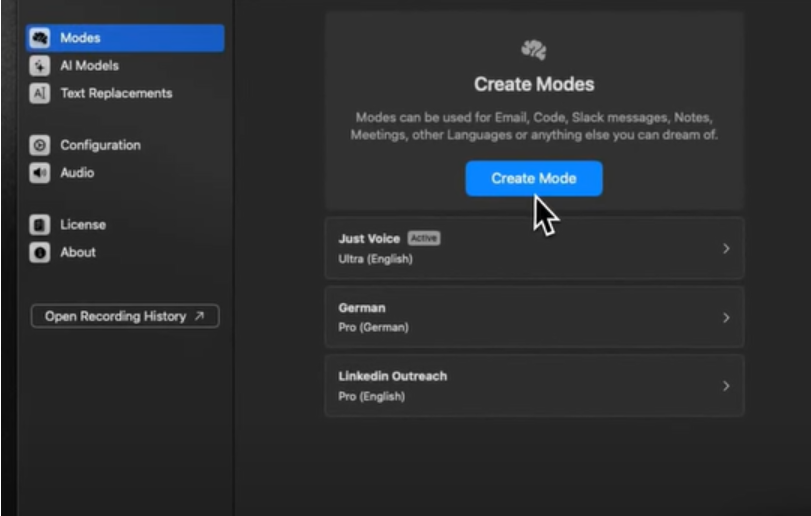 Modes
AI Models
Text Replacements
Configuration
Audio
License
About
Open Recording History
Create Modes
Modes can be used for Email, Code, Slack messages, Notes,
Meetings, other Languages or anything else you can dream of.
Create Mode
Just Voice Active
Ultra (English)
German
Pro (German)
Linkedin Outreach
Pro (English)